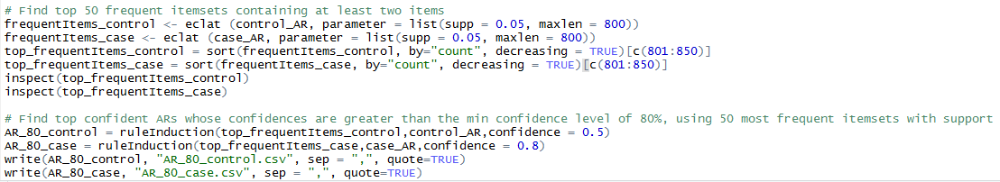 # Find top 50 frequent itemsets containing at least two items
frequentItems_control <- eclat (control_AR, parameter = list(supp = 0.05, maxlen = 800))
frequentItems_case <- eclat (case_AR, parameter = list(supp = 0.05, maxlen = 800))
top_frequentItems_control = sort(frequentItems_control, by="count", decreasing = TRUE)[c(801:850)]
top_frequentItems_case = sort(frequentItems_case, by="count", decreasing = TRUE)[c(801:850)]
inspect(top_frequentItems_control)
inspect(top_frequentItems_case)
# Find top confident ARs whose confidences are greater than the min confidence level of 80%, using 50 most frequent itemsets with support
AR_80_control = ruleInduction(top_frequentItems_control,control_AR,confidence = 0.5)
AR_80_case = ruleInduction(top_frequentItems_case,case_AR,confidence = 0.8)
write(AR_80_control, "AR_80_control.csv", sep = ",", quote=TRUE)
write(AR_80_case, "AR_80_case.csv", sep = ",", quote=TRUE)